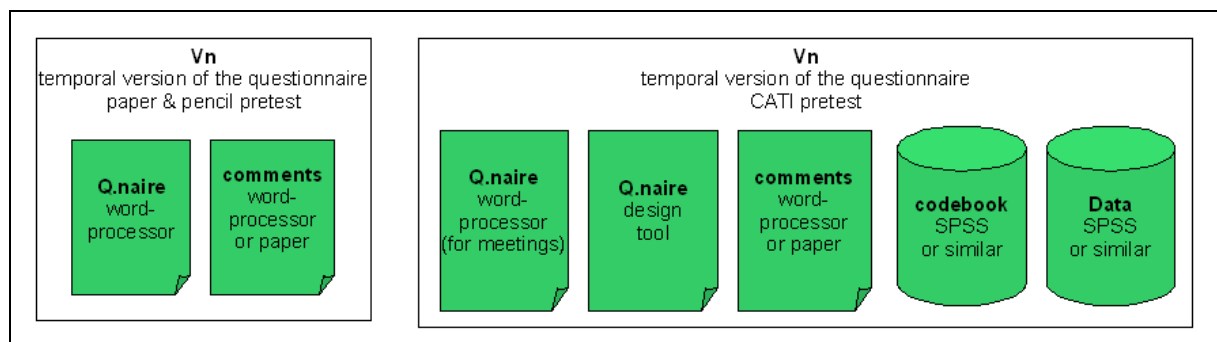 Vn
temporal version of the questionnaire
paper & pencil pretest
Q.naire
word-
processor
comments
word-
processor
or paper
Vn
temporal version of the questionnaire
CATI pretest
Q.naire
word-
processor
(for meetings)
Q.naire
design
tool
comments
word-
processor
or paper
codebook
SPSS
or similar
Data
SPSS
or similar